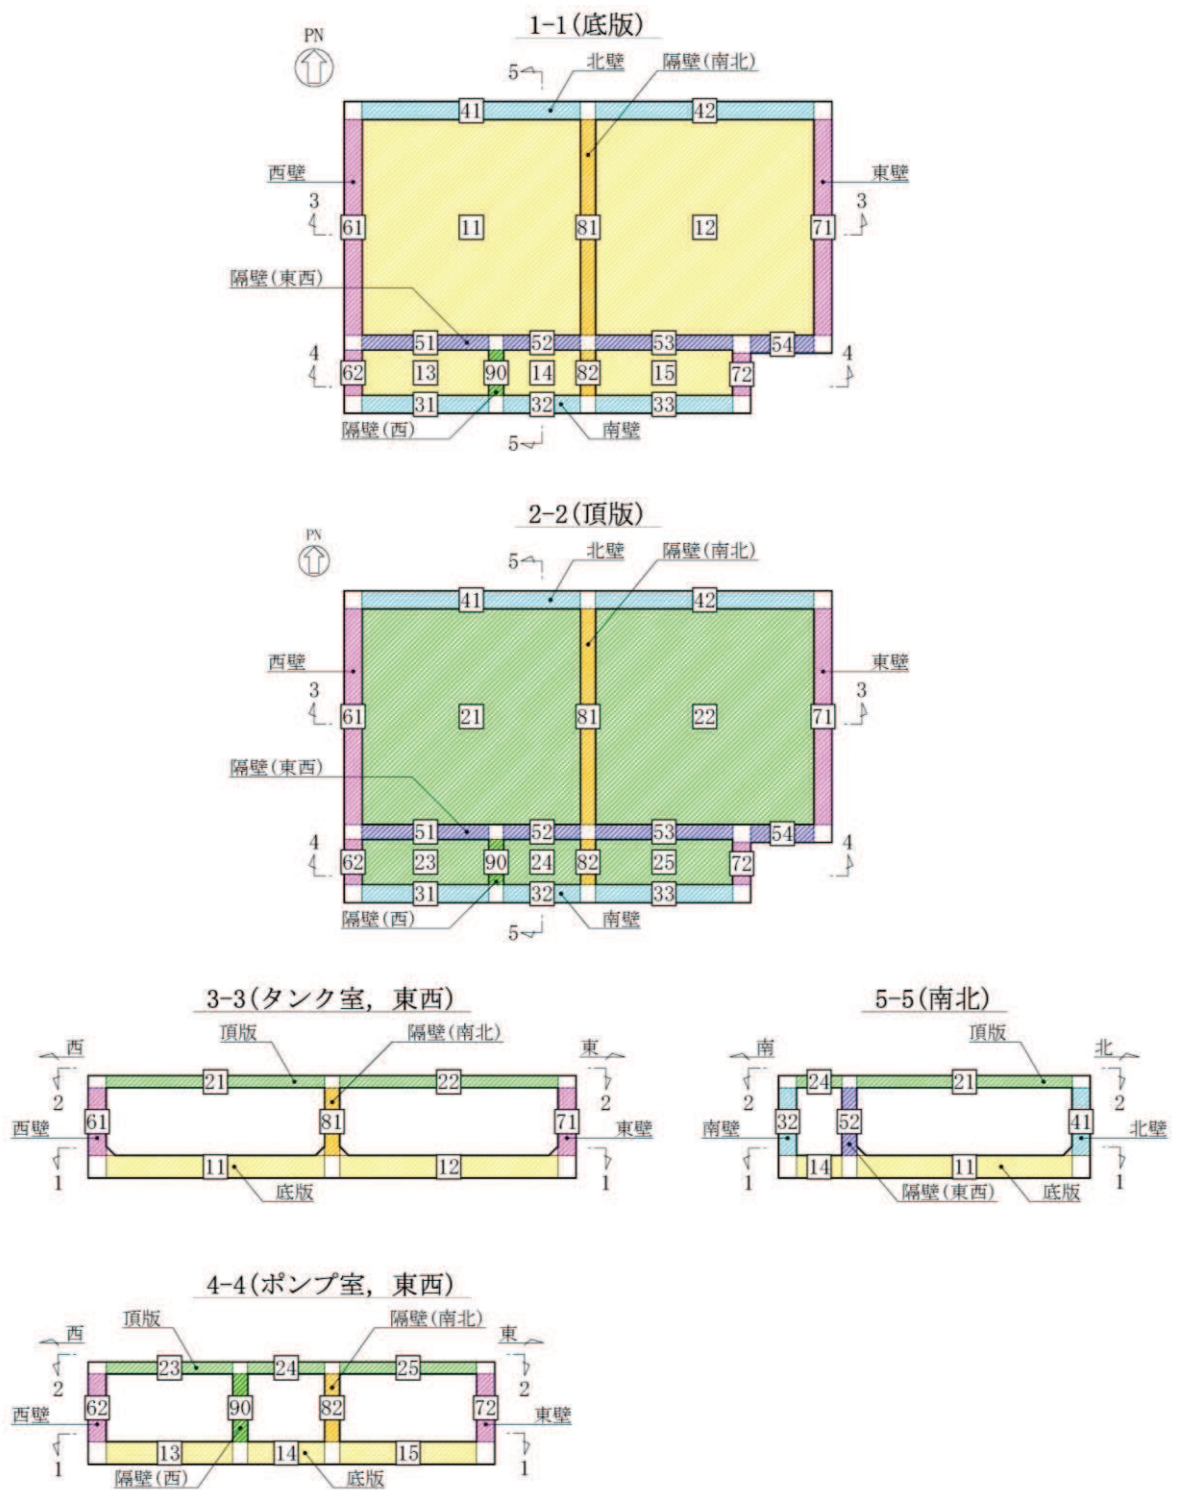 1-1(底版)
PN
5
北壁
隔壁(南北)
41
42
西壁
東壁
3
3
61
11
81
12
71
隔壁(東西)
51
52
53
54
4
4
62
13
90
14
82
15
72
31
32
33
隔壁(西)
南壁
5
2-2(頂版)
PN
5
北壁
隔壁(南北)
41
42
西壁
東壁
3
3
61
21
81
22
71
隔壁(東西)
51
52
53
54
4
4
62
23
90
24
82
25
72
31
32
33
隔壁(西)
南壁
5
3-3(タンク室, 東西)
西
頂版
隔壁(南北)
東
21
22
2
2
61
81
71
西壁
東壁
11
12
1
1
底版
5-5(南北)
南
頂版
北
24
21
2
2
32
52
41
南壁
北壁
14
11
1
1
隔壁(東西)
底版
4-4(ポンプ室, 東西)
西
頂版
隔壁(南北)
東
23
24
25
2
2
62
90
82
72
西壁
東壁
13
14
15
1
1
隔壁(西)
底版